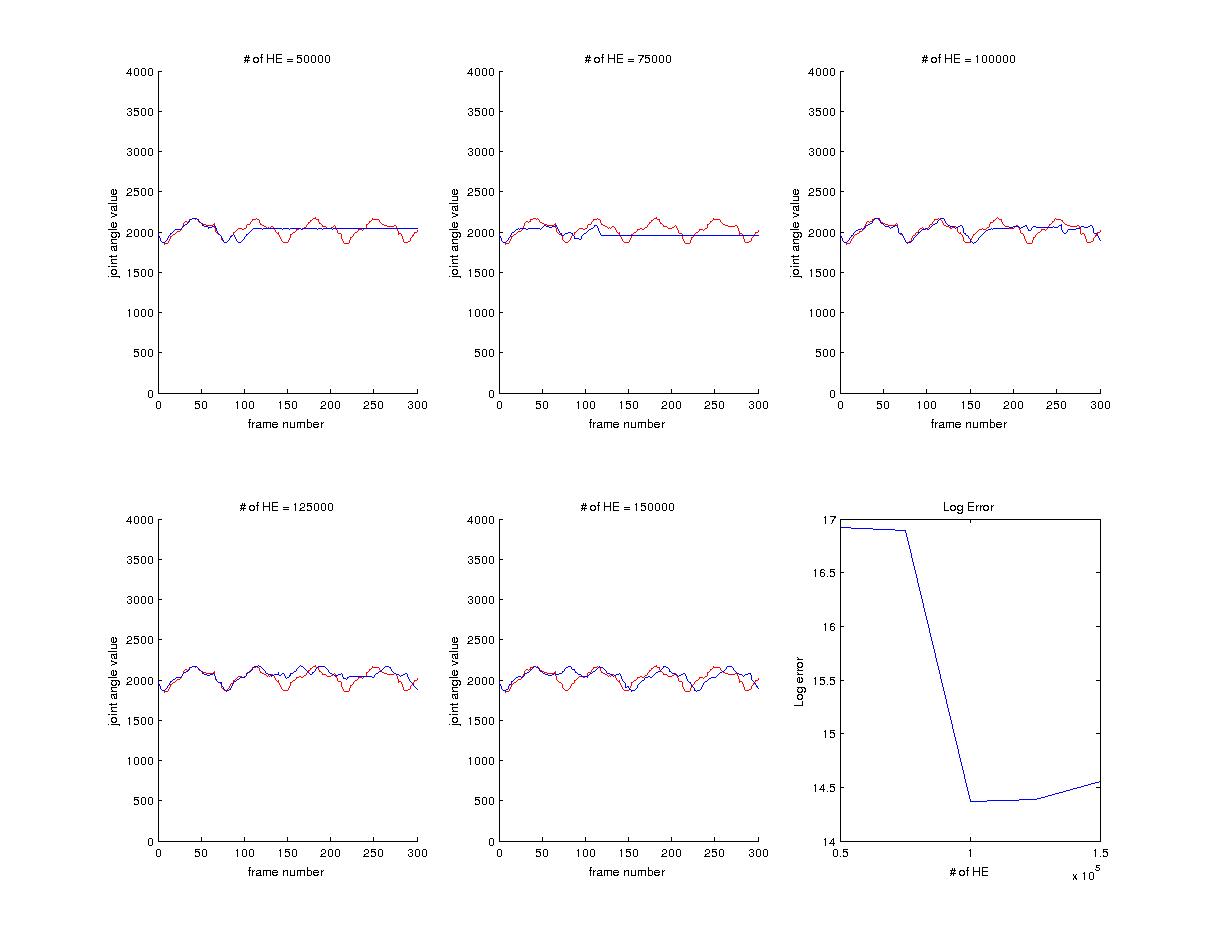 # of HE = 50000
# of HE = 75000
# of HE = 100000
4000
3500
3000
2500
2000
1500
1000
500
0
joint angle value
0 50 100 150 200 250 300
frame number
4000
3500
3000
2500
2000
1500
1000
500
0
joint angle value
0 50 100 150 200 250 300
frame number
4000
3500
3000
2500
2000
1500
1000
500
0
joint angle value
0 50 100 150 200 250 300
frame number
# of HE = 125000
# of HE = 150000
Log Error
4000
3500
3000
2500
2000
1500
1000
500
0
joint angle value
0 50 100 150 200 250 300
frame number
4000
3500
3000
2500
2000
1500
1000
500
0
joint angle value
0 50 100 150 200 250 300
frame number
17
16.5
16
15.5
15
14.5
14
Log error
0.5 1 1.5
# of HE
x 10^5